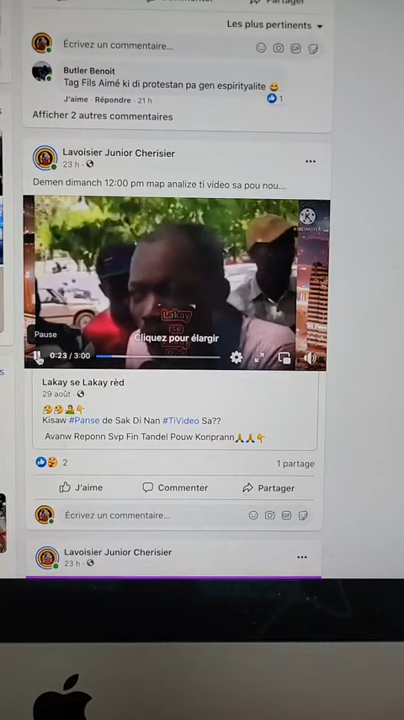 Partager
Les plus pertinents
Écrivez un commentaire...
Butler Benoit
Tag Fils Aimé ki di protestan pa gen espirityalite
J'aime · Répondre · 21 h
1
Afficher 2 autres commentaires
Lavoisier Junior Cherisier
23 h ·
Demen dimanch 12:00 pm map analize ti video sa pou nou...
Lakay
se
Pause
Cliquez pour élargir
0:23 / 3:00
Lakay se Lakay rèd
29 août ·
Kisaw #Panse de Sak Di Nan #TiVideo Sa??
Avanw Reponn Svp Fin Tandel Pouw Konprann
2
1 partage
J'aime
Commenter
Partager
Écrivez un commentaire...
Lavoisier Junior Cherisier
23 h ·